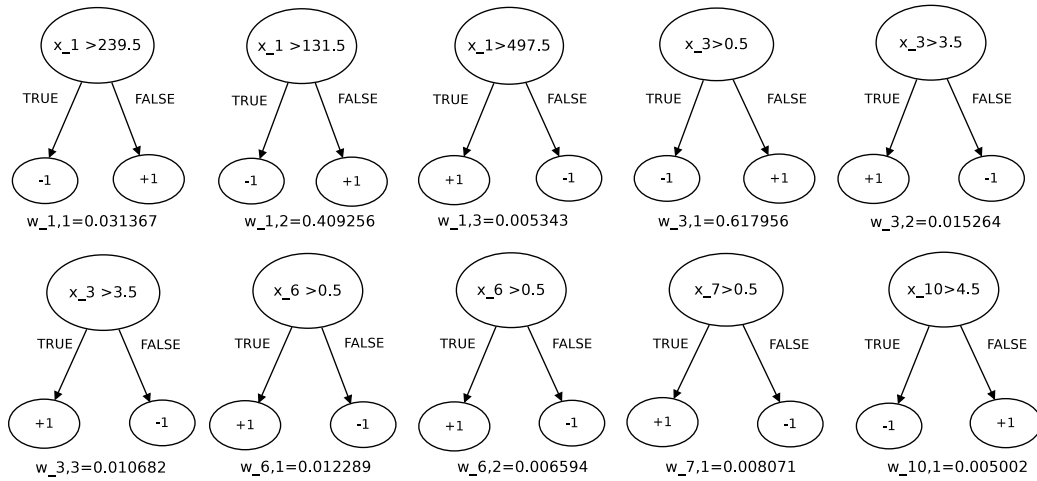 x_1 >239.5 x_1 >131.5 x_1>497.5 x_3>0.5 x_3>3.5
TRUE FALSE TRUE FALSE TRUE FALSE TRUE FALSE TRUE FALSE
-1 +1 -1 +1 +1 -1 -1 +1 +1 -1
w_1,1=0.031367 w_1,2=0.409256 w_1,3=0.005343 w_3,1=0.617956 w_3,2=0.015264
x_3 >3.5 x_6 >0.5 x_6 >0.5 x_7>0.5 x_10>4.5
TRUE FALSE TRUE FALSE TRUE FALSE TRUE FALSE TRUE FALSE
+1 -1 +1 -1 +1 -1 +1 -1 -1 +1
w_3,3=0.010682 w_6,1=0.012289 w_6,2=0.006594 w_7,1=0.008071 w_10,1=0.005002